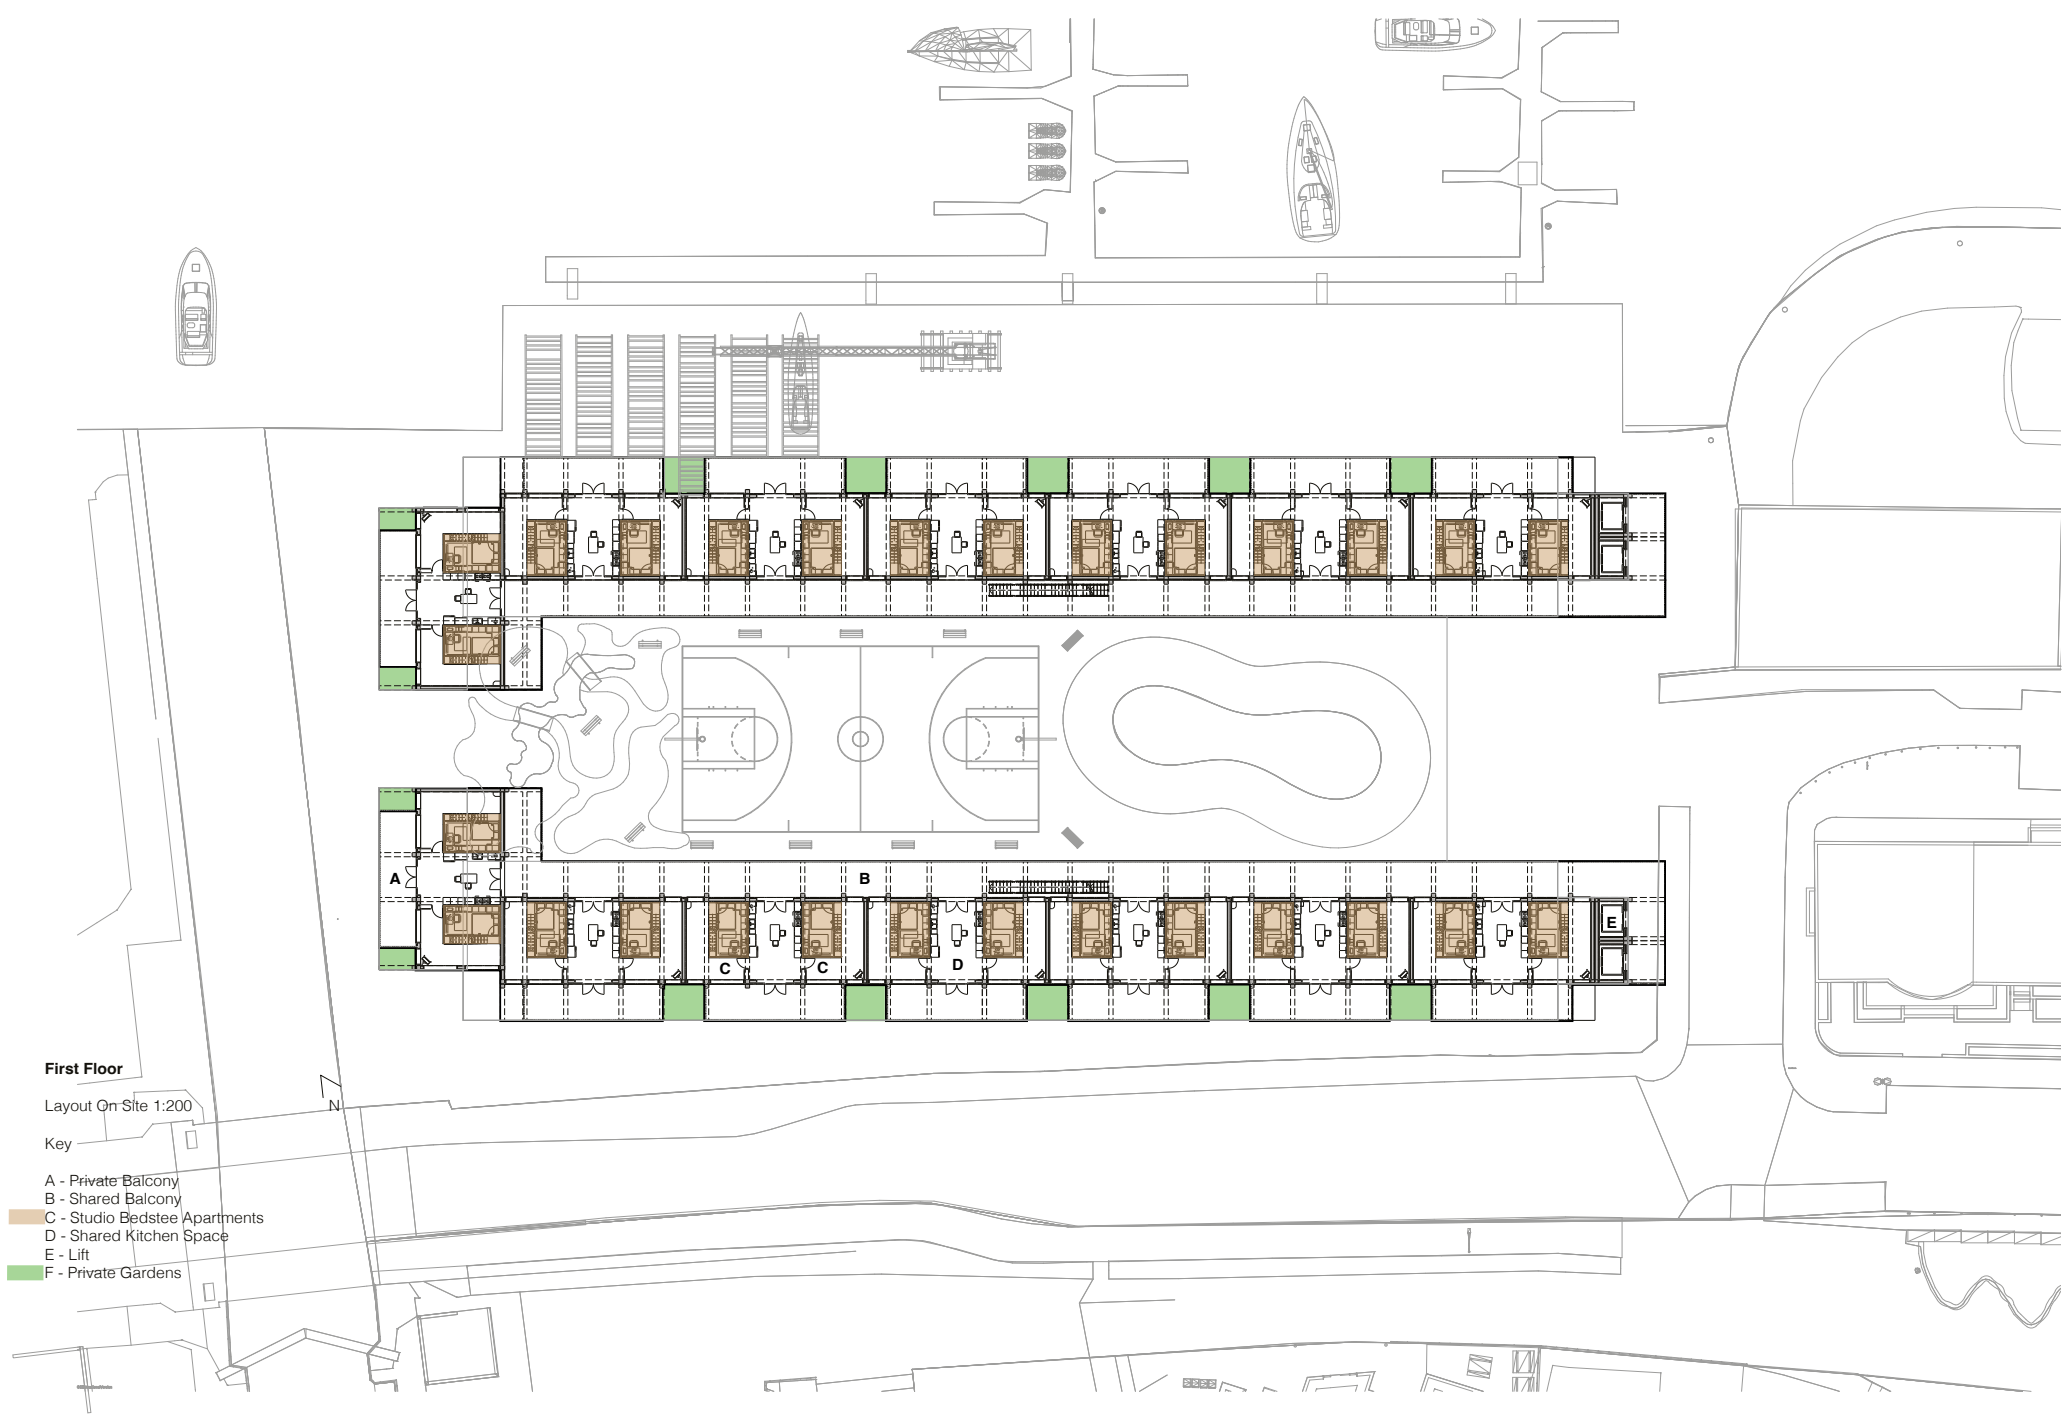 A
B
C
C
D
E
N
First Floor
Layout On Site 1:200
Key
A - Private Balcony
B - Shared Balcony
C - Studio Bedstee Apartments
D - Shared Kitchen Space
E - Lift
F - Private Gardens